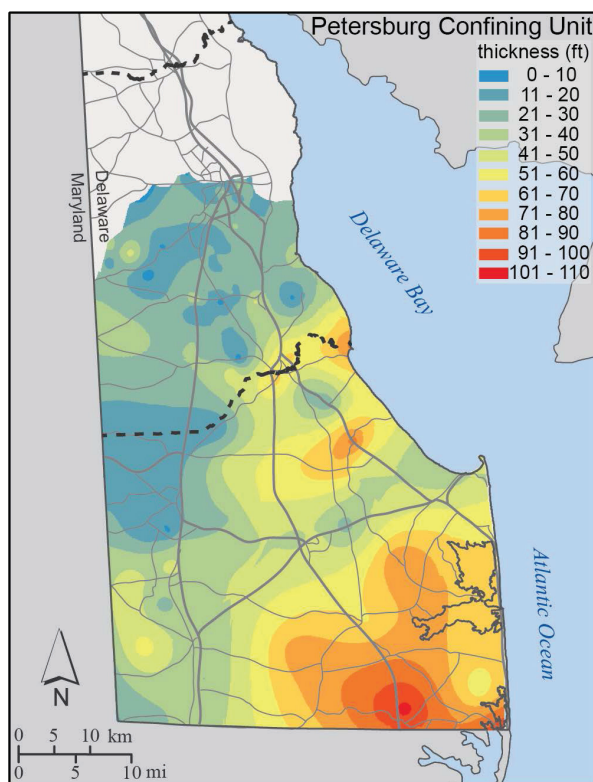 Petersburg Confining Unit
thickness (ft)
0 - 10
11 - 20
21 - 30
31 - 40
41 - 50
51 - 60
61 - 70
71 - 80
81 - 90
91 - 100
101 - 110
Maryland
Delaware
Delaware Bay
Atlantic Ocean
N
0 5 10 km
0 5 10 mi